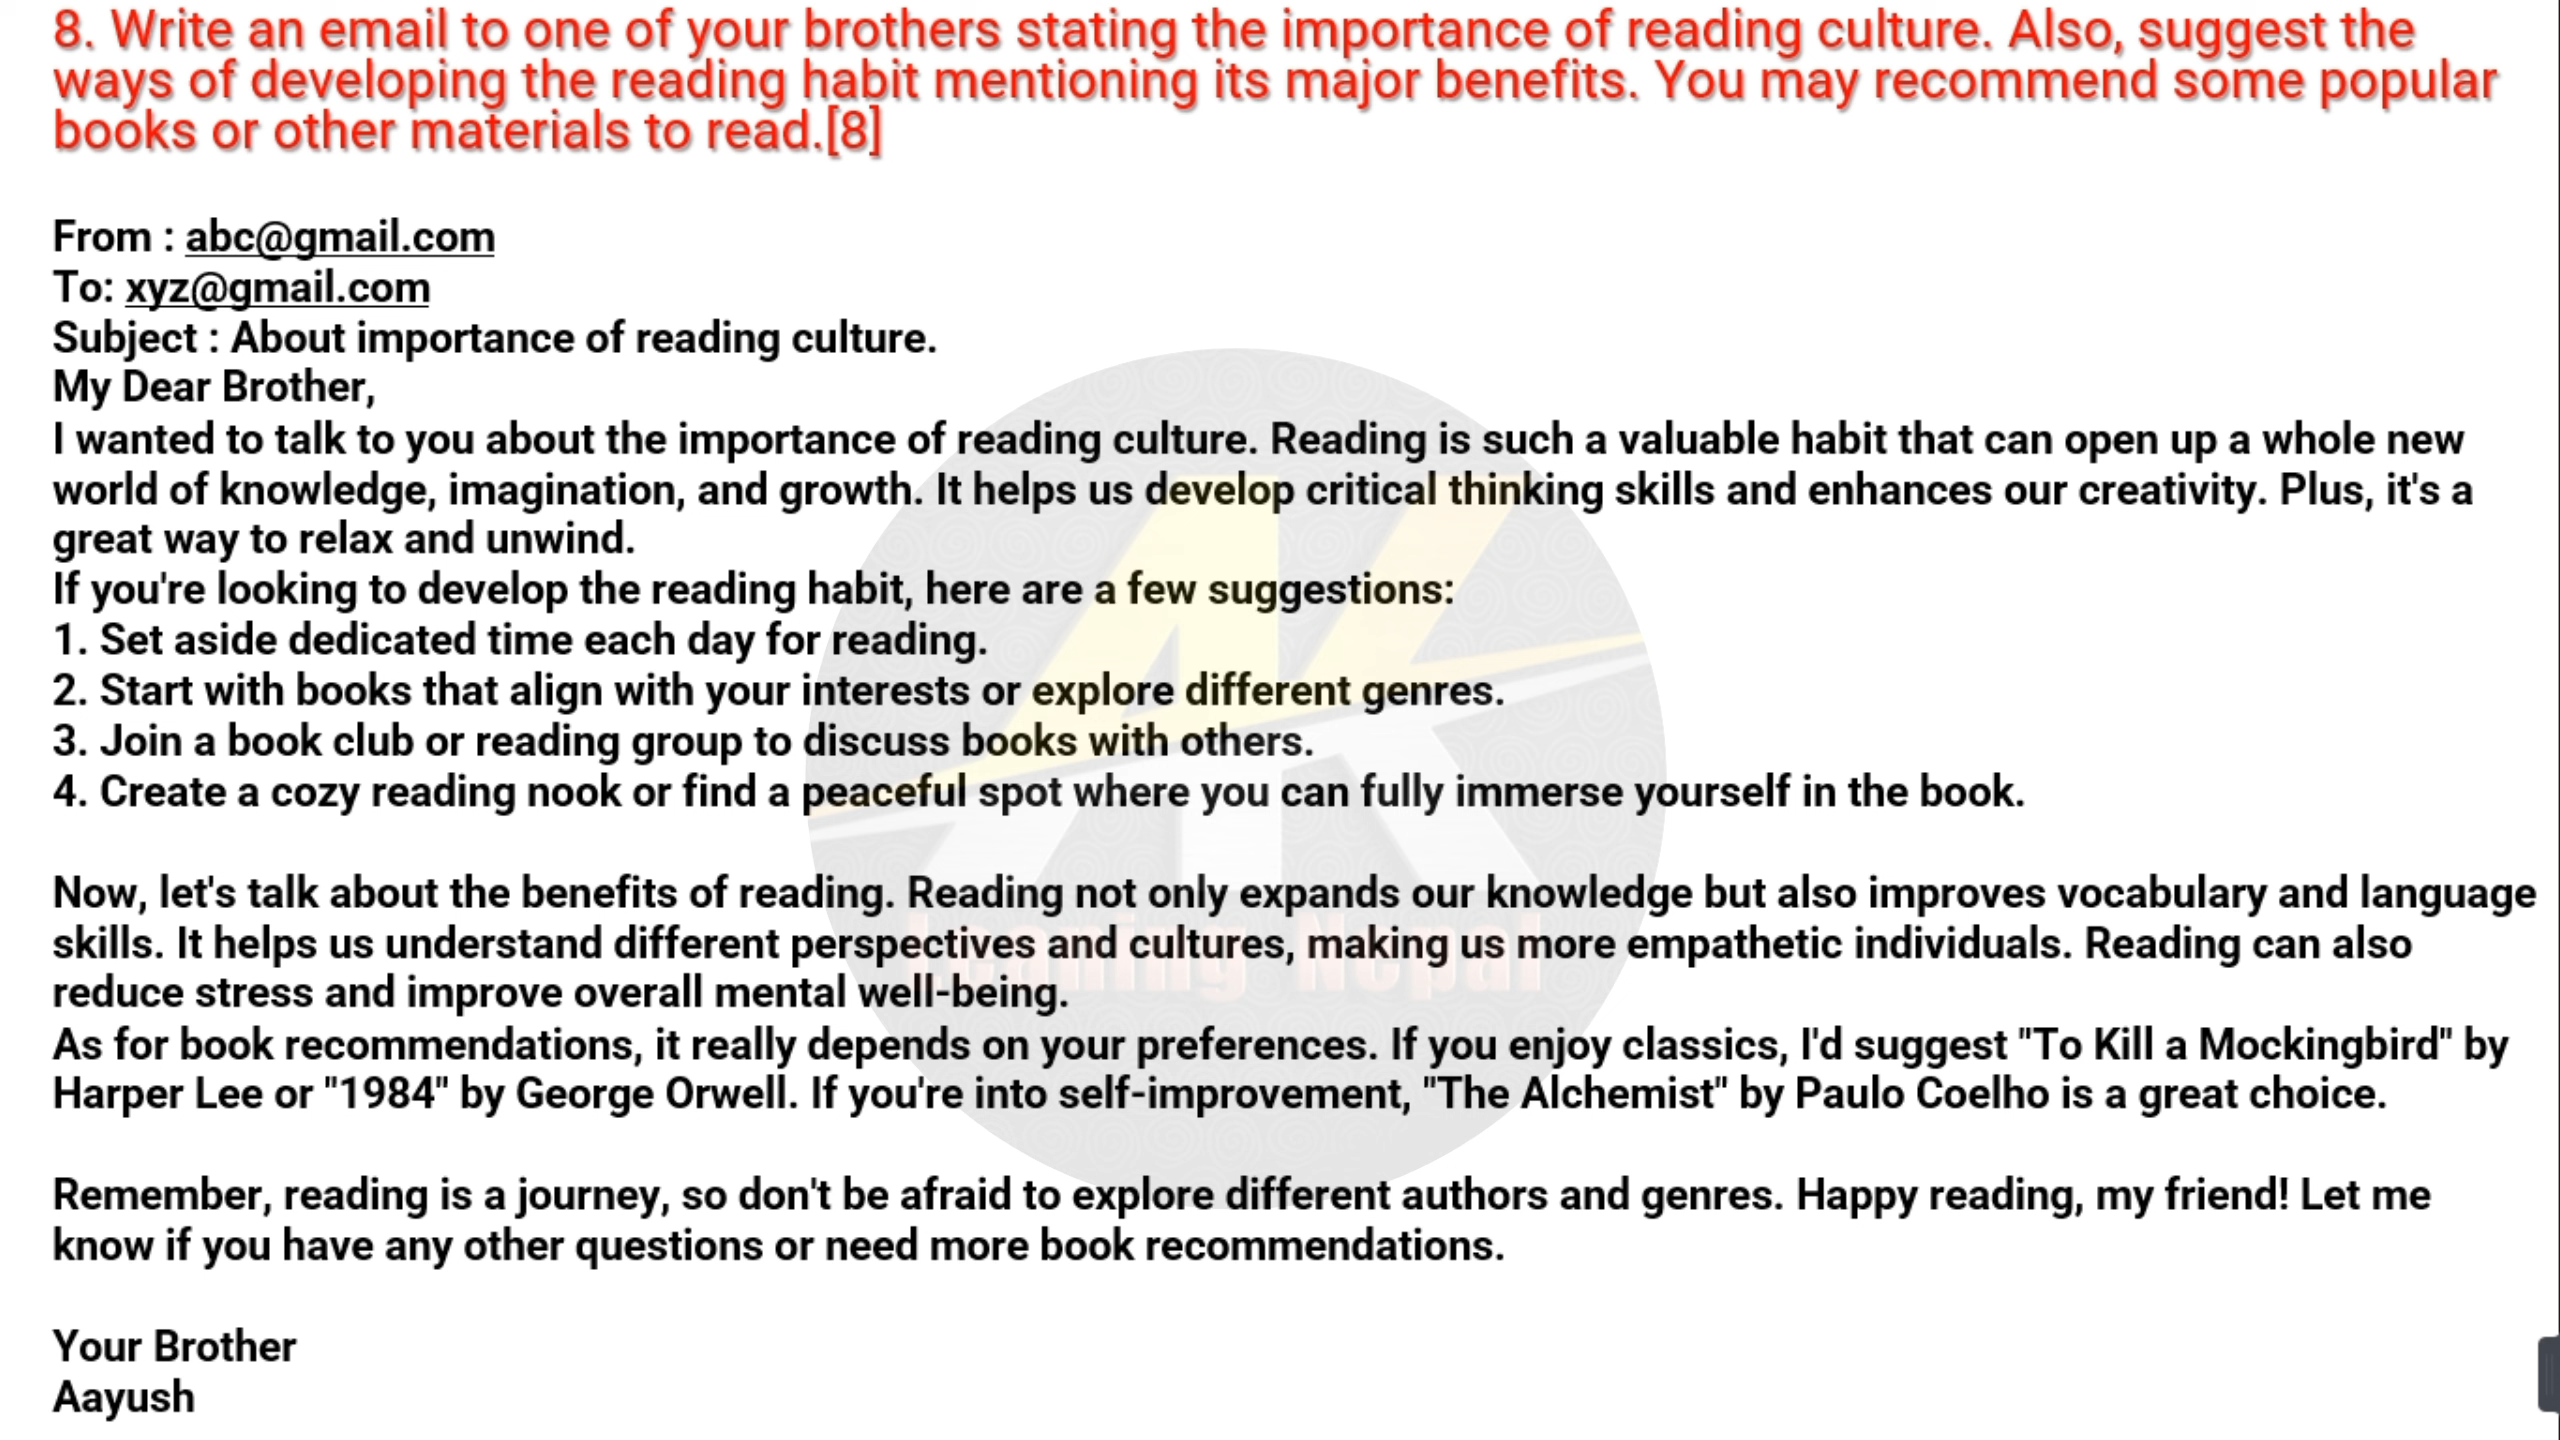 8. Write an email to one of your brothers stating the importance of reading culture. Also, suggest the
ways of developing the reading habit mentioning its major benefits. You may recommend some popular
books or other materials to read.[8]
From : abc@gmail.com
To: xyz@gmail.com
Subject : About importance of reading culture.
My Dear Brother,
I wanted to talk to you about the importance of reading culture. Reading is such a valuable habit that can open up a whole new
world of knowledge, imagination, and growth. It helps us develop critical thinking skills and enhances our creativity. Plus, it's a
great way to relax and unwind.
If you're looking to develop the reading habit, here are a few suggestions:
1. Set aside dedicated time each day for reading.
2. Start with books that align with your interests or explore different genres.
3. Join a book club or reading group to discuss books with others.
4. Create a cozy reading nook or find a peaceful spot where you can fully immerse yourself in the book.
Now, let's talk about the benefits of reading. Reading not only expands our knowledge but also improves vocabulary and language
skills. It helps us understand different perspectives and cultures, making us more empathetic individuals. Reading can also
reduce stress and improve overall mental well-being.
As for book recommendations, it really depends on your preferences. If you enjoy classics, I'd suggest "To Kill a Mockingbird" by
Harper Lee or "1984" by George Orwell. If you're into self-improvement, "The Alchemist" by Paulo Coelho is a great choice.
Remember, reading is a journey, so don't be afraid to explore different authors and genres. Happy reading, my friend! Let me
know if you have any other questions or need more book recommendations.
Your Brother
Aayush
AK
Leaning Nepal